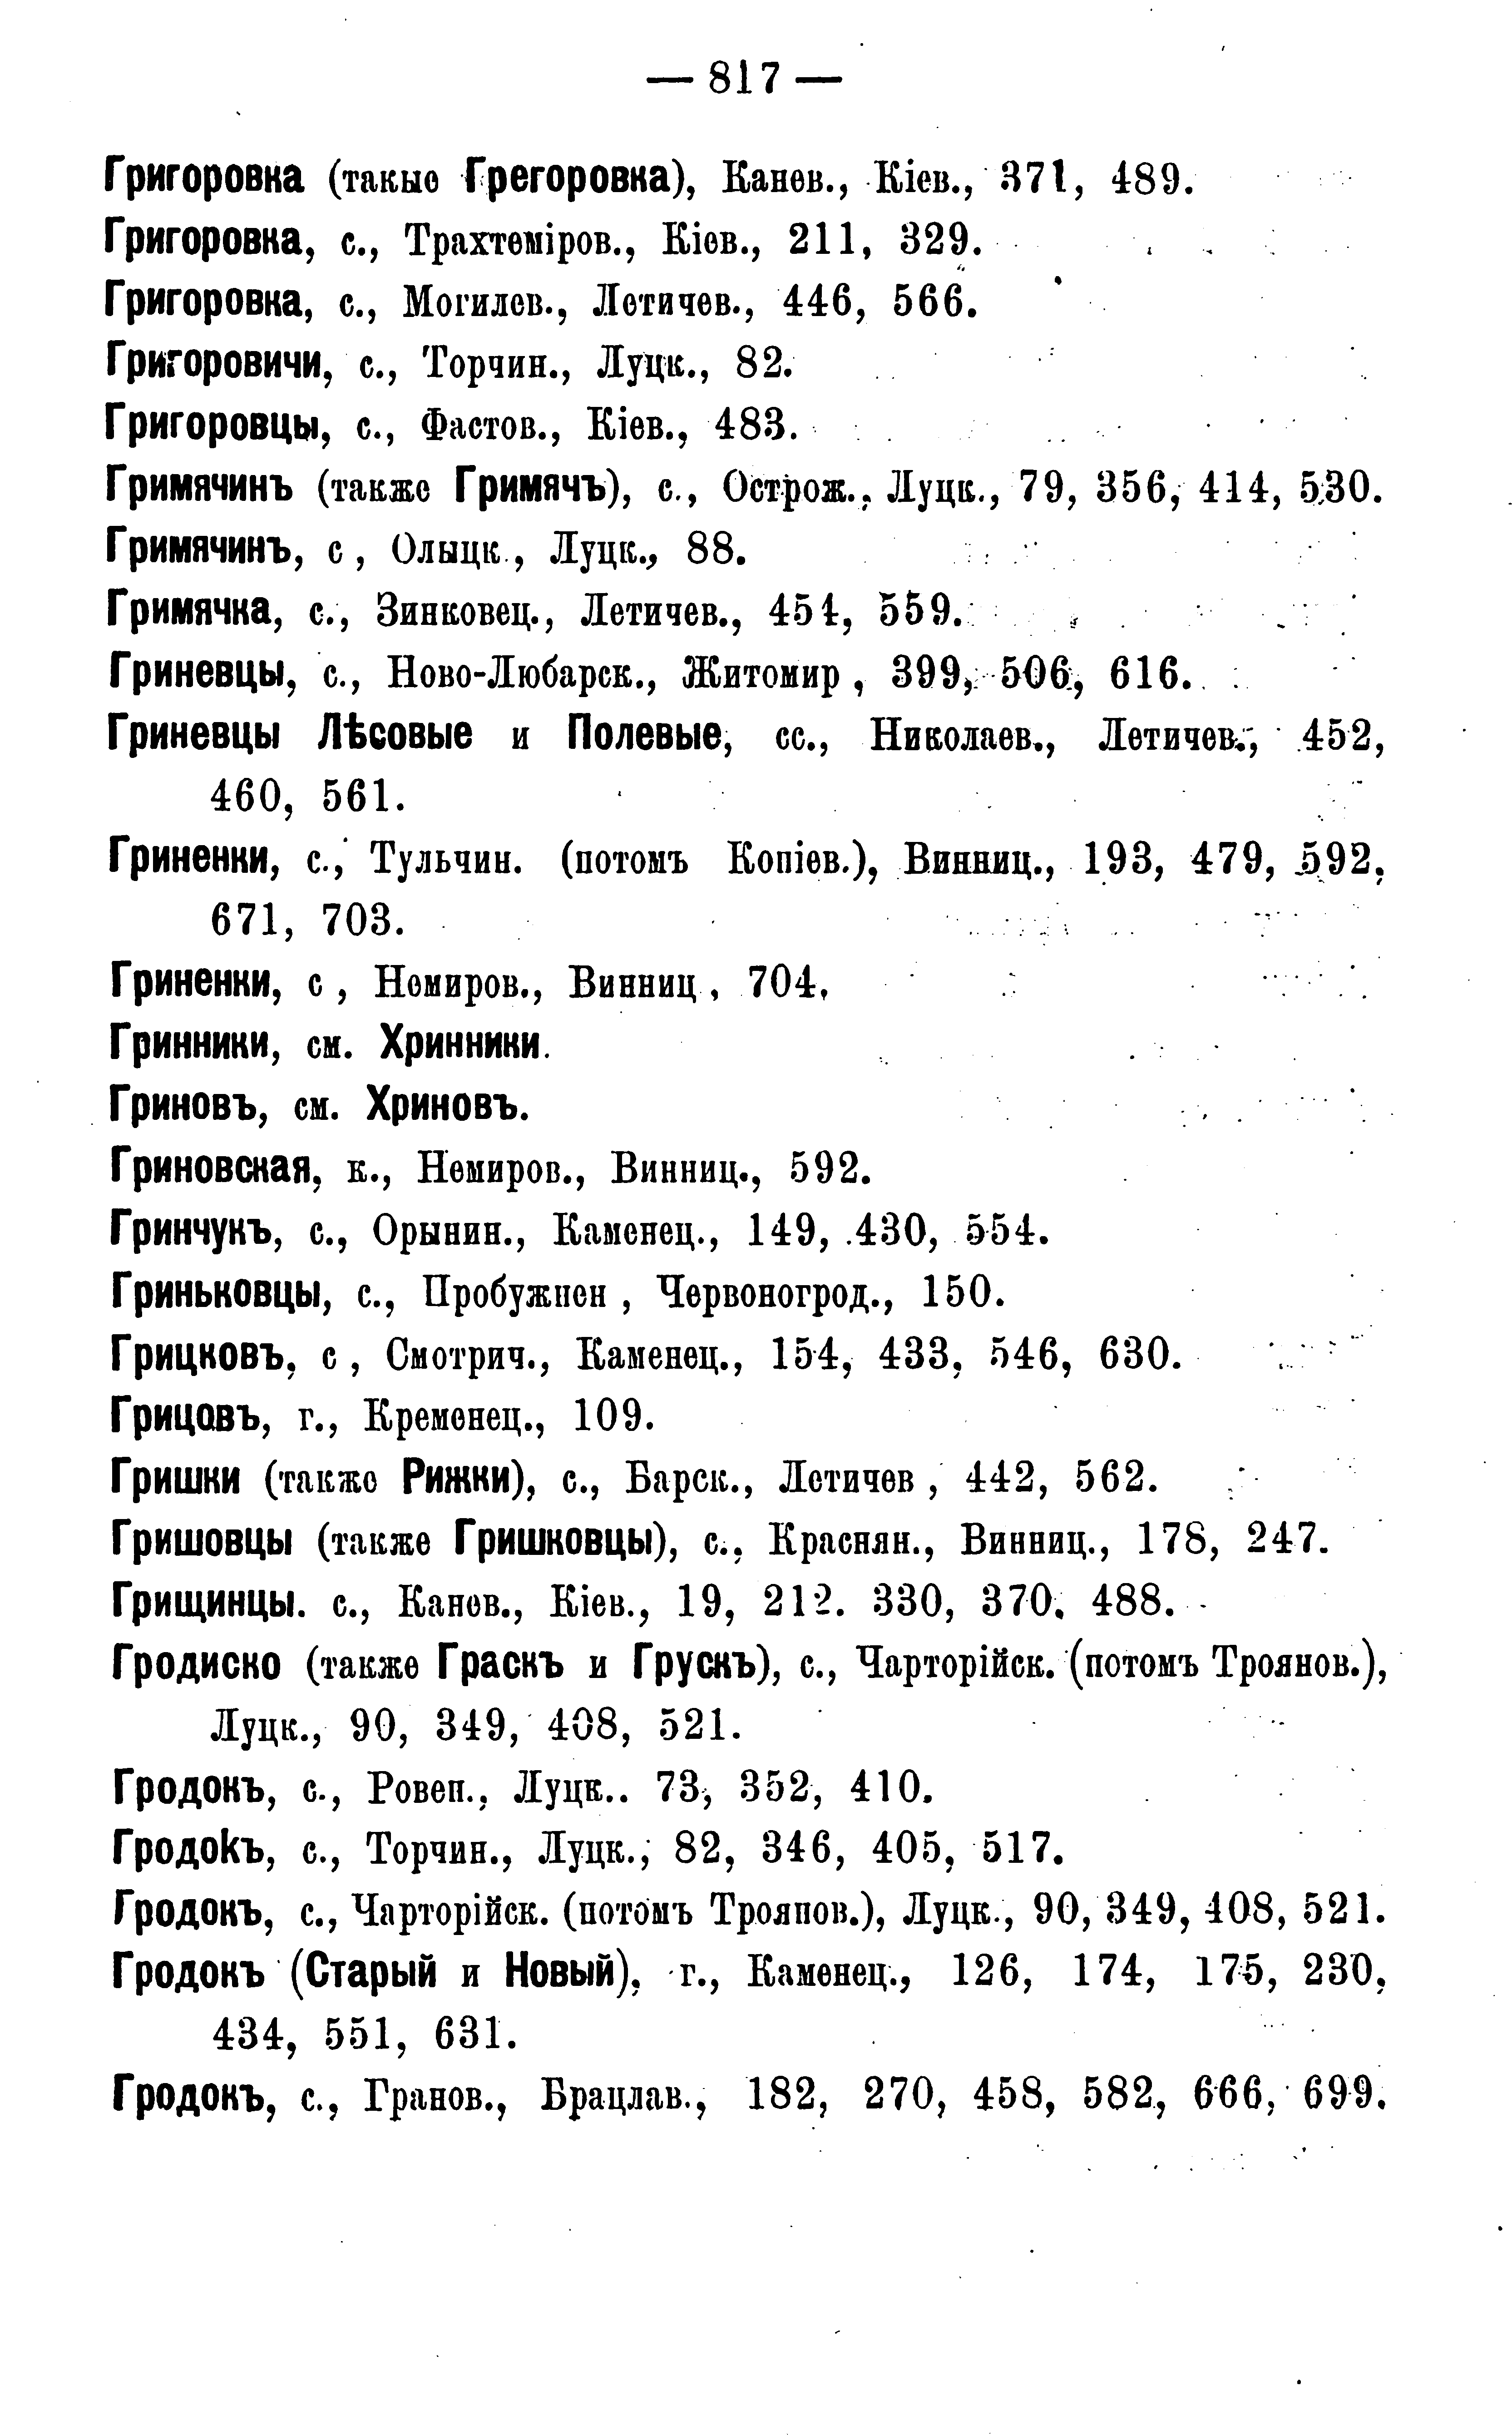 — 817 —
Григоровка (такые Грегоровка), Канев., Кіев., 371, 489.
Григоровка, с., Трахтеміров., Кіев., 211, 329.
Григоровка, с., Могилев., Летичев., 446, 566.
Григоровичи, с., Торчин., Луцк., 82.
Григоровцы, с., Фастов., Кіев., 483.
Гримячинъ (также Гримячъ), с., Острож., Луцк., 79, 356, 414, 530.
Гримячинъ, с , Олыцк., Луцк., 88.
Гримячка, с., Зинковец., Летичев., 454, 559.
Гриневцы, с., Ново-Любарск., Житомир , 399, 506, 616.
Гриневцы Лѣсовые и Полевые, сс., Николаев., Летичев., 452,
460, 561.
Гриненки, с., Тульчин. (потомъ Копіев.), Винниц., 193, 479, 592,
671, 703.
Гриненки, с , Немиров., Винниц , 704.
Гринники, см. Хринники.
Гриновъ, см. Хриновъ.
Гриновская, к., Немиров., Винниц., 592.
Гринчукъ, с., Орынин., Каменец., 149, 430, 554.
Гриньковцы, с., Пробужнен , Червоногрод., 150.
Грицковъ, с , Смотрич., Каменец., 154, 433, 546, 630.
Грицовъ, г., Кременец., 109.
Гришки (также Рижки), с., Барск., Летичев , 442, 562.
Гришовцы (также Гришковцы), с., Краснян., Винниц., 178, 247.
Грищинцы. с., Канев., Кіев., 19, 212. 330, 370, 488.
Гродиско (также Граскъ и Грускъ), с., Чарторійск. (потомъ Троянов.),
Луцк., 90, 349, 408, 521.
Гродокъ, с., Ровен., Луцк.. 73, 352, 410.
Гродокъ, с., Торчин., Луцк., 82, 346, 405, 517.
Гродокъ, с., Чарторійск. (потомъ Троянов.), Луцк., 90, 349, 408, 521.
Гродокъ (Старый и Новый), г., Каменец., 126, 174, 175, 230,
434, 551, 631.
Гродокъ, с., Гранов., Брацлав., 182, 270, 458, 582, 666, 699.